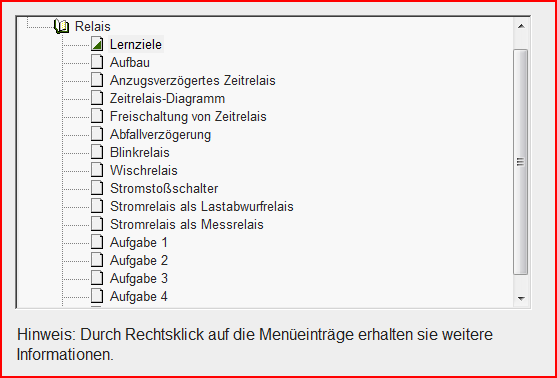 Relais
Lernziele
Aufbau
Anzugsverzögertes Zeitrelais
Zeitrelais-Diagramm
Freischaltung von Zeitrelais
Abfallverzögerung
Blinkrelais
Wischrelais
Stromstoßschalter
Stromrelais als Lastabwurfrelais
Stromrelais als Messrelais
Aufgabe 1
Aufgabe 2
Aufgabe 3
Aufgabe 4
Hinweis: Durch Rechtsklick auf die Menüeinträge erhalten sie weitere
Informationen.